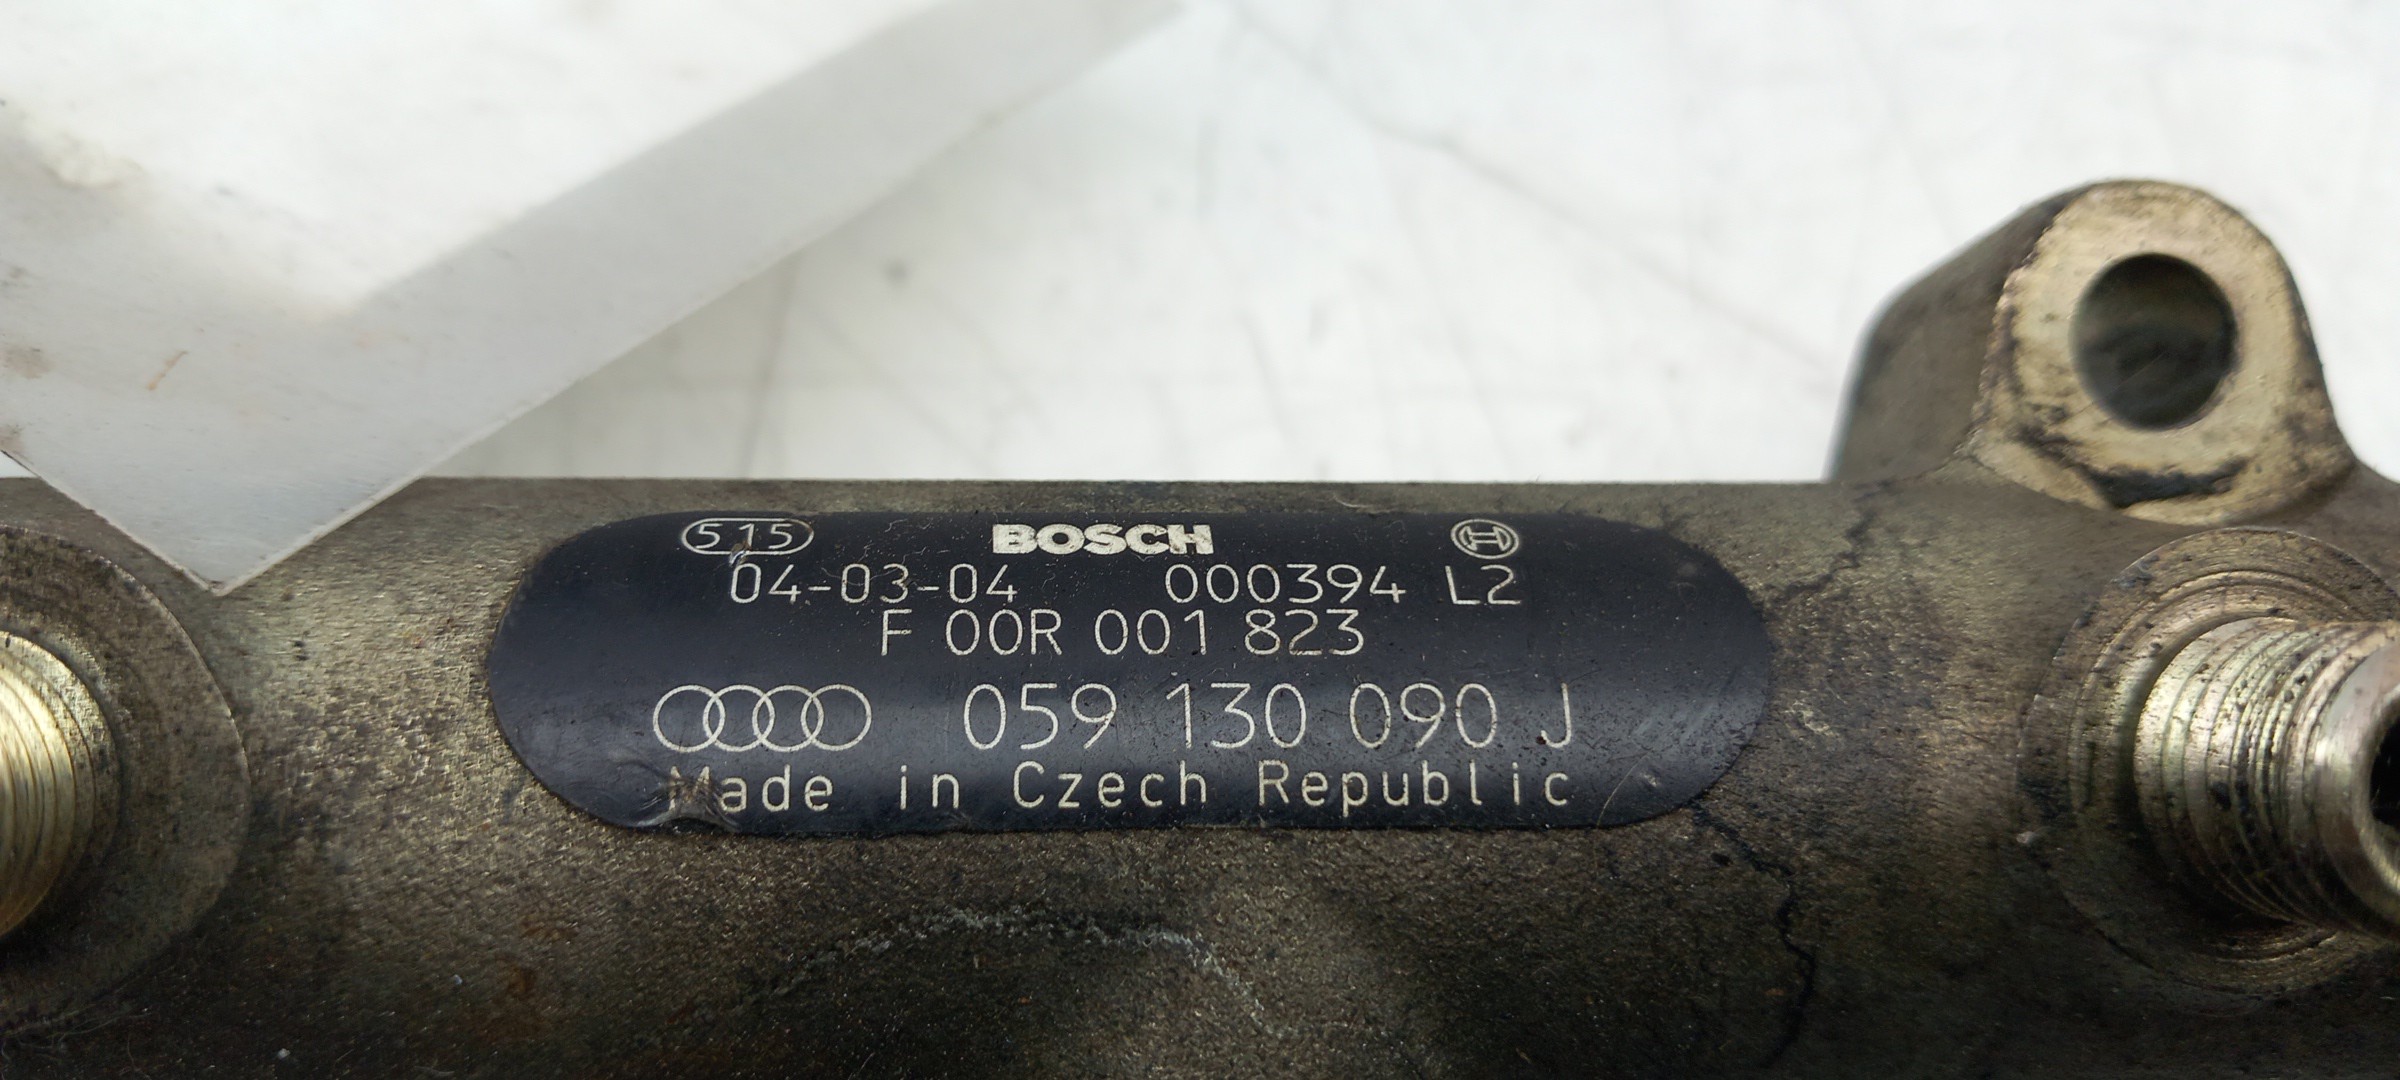 515 BOSCH
04-03-04 000394 L2
F 00R 001 823
059 130 090 J
Made in Czech Republic